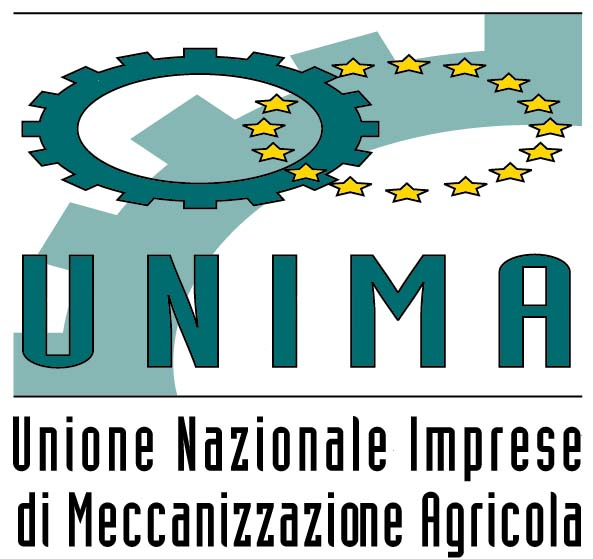 UNIMA
Unione Nazionale Imprese
di Meccanizzazione Agricola